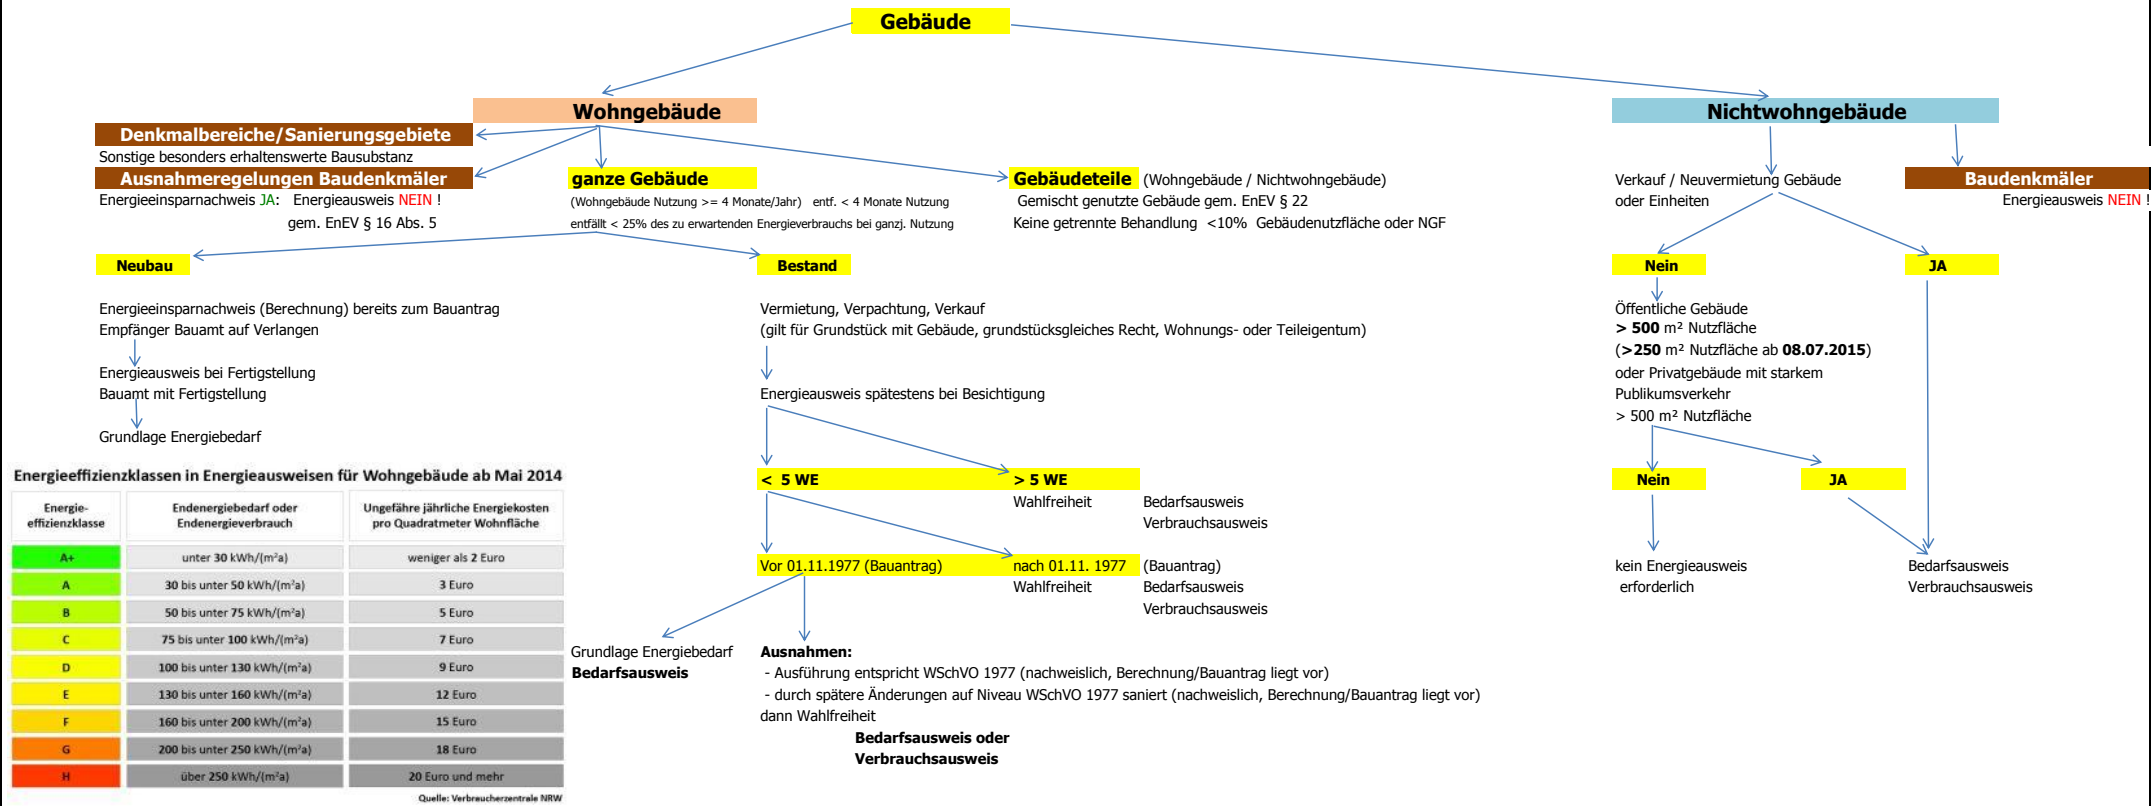 Gebäude
Wohngebäude
Nichtwohngebäude
Denkmalbereiche/Sanierungsgebiete
Sonstige besonders erhaltenswerte Bausubstanz
Ausnahmeregelungen Baudenkmäler
Energieeinsparnachweis JA: Energieausweis NEIN !
gem. EnEV § 16 Abs. 5
ganze Gebäude
(Wohngebäude Nutzung >= 4 Monate/Jahr) entf. < 4 Monate Nutzung
entfällt < 25% des zu erwartenden Energieverbrauchs bei ganzj. Nutzung
Gebäudeteile (Wohngebäude / Nichtwohngebäude)
Gemischt genutzte Gebäude gem. EnEV § 22
Keine getrennte Behandlung <10% Gebäudenutzfläche oder NGF
Verkauf / Neuvermietung Gebäude
oder Einheiten
Baudenkmäler
Energieausweis NEIN !
Neubau
Bestand
Nein
JA
Energieeinsparnachweis (Berechnung) bereits zum Bauantrag
Empfänger Bauamt auf Verlangen
Energieausweis bei Fertigstellung
Bauamt mit Fertigstellung
Grundlage Energiebedarf
Vermietung, Verpachtung, Verkauf
(gilt für Grundstück mit Gebäude, grundstücksgleiches Recht, Wohnungs- oder Teileigentum)
Energieausweis spätestens bei Besichtigung
Öffentliche Gebäude
> 500 m² Nutzfläche
(>250 m² Nutzfläche ab 08.07.2015)
oder Privatgebäude mit starkem
Publikumsverkehr
> 500 m² Nutzfläche
< 5 WE
> 5 WE
Wahlfreiheit Bedarfsausweis
Verbrauchsausweis
Nein
JA
Vor 01.11.1977 (Bauantrag)
nach 01.11. 1977 (Bauantrag)
Wahlfreiheit Bedarfsausweis
Verbrauchsausweis
kein Energieausweis
erforderlich
Bedarfsausweis
Verbrauchsausweis
Grundlage Energiebedarf
Bedarfsausweis
Ausnahmen:
- Ausführung entspricht WSchVO 1977 (nachweislich, Berechnung/Bauantrag liegt vor)
- durch spätere Änderungen auf Niveau WSchVO 1977 saniert (nachweislich, Berechnung/Bauantrag liegt vor)
dann Wahlfreiheit
Bedarfsausweis oder
Verbrauchsausweis
Energieeffizienzklassen in Energieausweisen für Wohngebäude ab Mai 2014
Energie-
effizienzklasse
Endenergiebedarf oder
Endenergieverbrauch
Ungefähre jährliche Energiekosten
pro Quadratmeter Wohnfläche
A+ unter 30 kWh/(m²a) weniger als 2 Euro
A 30 bis unter 50 kWh/(m²a) 3 Euro
B 50 bis unter 75 kWh/(m²a) 5 Euro
C 75 bis unter 100 kWh/(m²a) 7 Euro
D 100 bis unter 130 kWh/(m²a) 9 Euro
E 130 bis unter 160 kWh/(m²a) 12 Euro
F 160 bis unter 200 kWh/(m²a) 15 Euro
G 200 bis unter 250 kWh/(m²a) 18 Euro
H über 250 kWh/(m²a) 20 Euro und mehr
Quelle: Verbraucherzentrale NRW